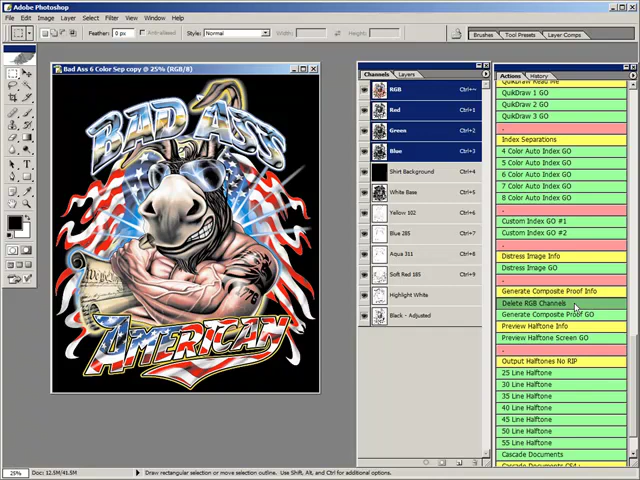 Adobe Photoshop
File Edit Image Layer Select Filter View Window Help
Feather: 0 px Anti-aliased Style: Normal Width: Height: Brushes Tool Presets Layer Comps
Bad Ass 6 Color Sep copy @ 25% (RGB/8)
BAD ASS
We the People
1776
AMERICAN
Channels Layers
RGB Ctrl+~
Red Ctrl+1
Green Ctrl+2
Blue Ctrl+3
Shirt Background Ctrl+4
White Base Ctrl+5
Yellow 102 Ctrl+6
Blue 285 Ctrl+7
Aqua 311 Ctrl+8
Soft Red 185 Ctrl+9
Highlight White
Black - Adjusted
Actions History
QuikDraw Read Me
QuikDraw 1 GO
QuikDraw 2 GO
QuikDraw 3 GO
.
Index Separations
4 Color Auto Index GO
5 Color Auto Index GO
6 Color Auto Index GO
7 Color Auto Index GO
8 Color Auto Index GO
.
Custom Index GO #1
Custom Index GO #2
.
Distress Image Info
Distress Image GO
.
Generate Composite Proof Info
Delete RGB Channels
Generate Composite Proof GO
Preview Halftone Info
Preview Halftone Screen GO
.
Output Halftones No RIP
25 Line Halftone
30 Line Halftone
35 Line Halftone
40 Line Halftone
45 Line Halftone
50 Line Halftone
55 Line Halftone
Cascade Documents
Cascade Documents CS4+
25% Doc: 12.5M/41.5M Draw rectangular selection or move selection outline. Use Shift, Alt, and Ctrl for additional options.